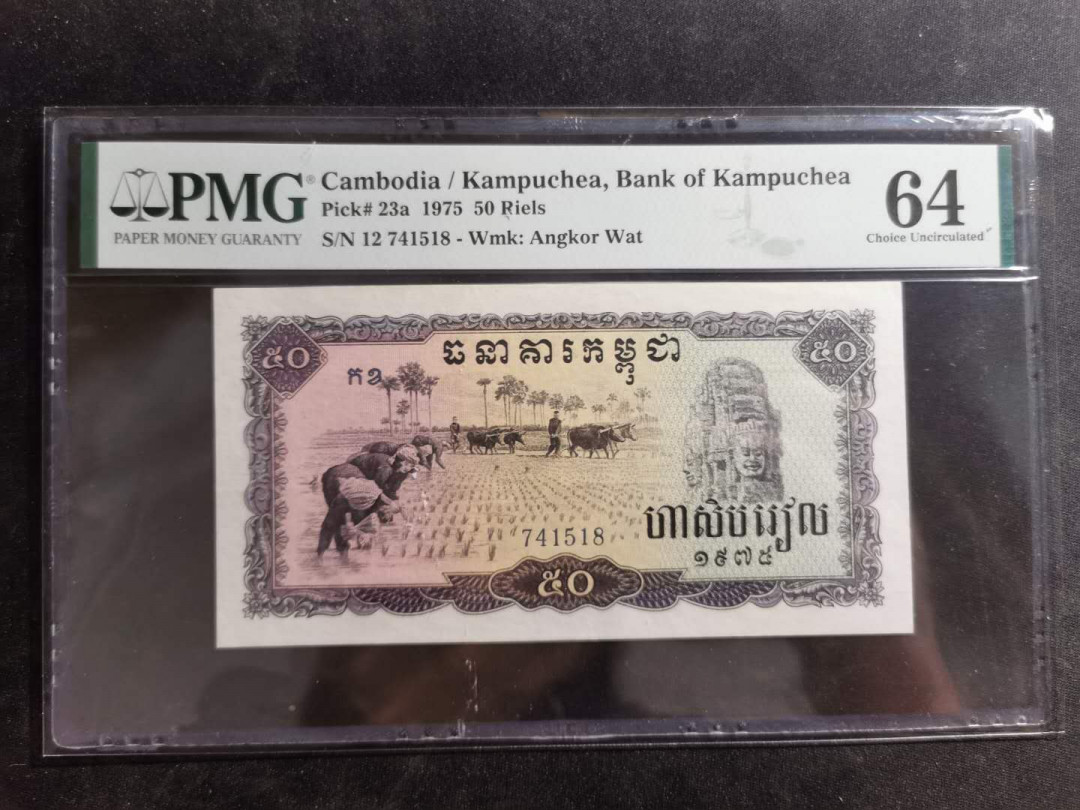 PMG® Cambodia / Kampuchea, Bank of Kampuchea 64
Pick# 23a 1975 50 Riels
PAPER MONEY GUARANTY S/N 12 741518 - Wmk: Angkor Wat Choice Uncirculated
ធនាគារកម្ពុជា
៥០ ៥០
កខ
741518
ហាសិបរៀល
១៩៧៥
៥០